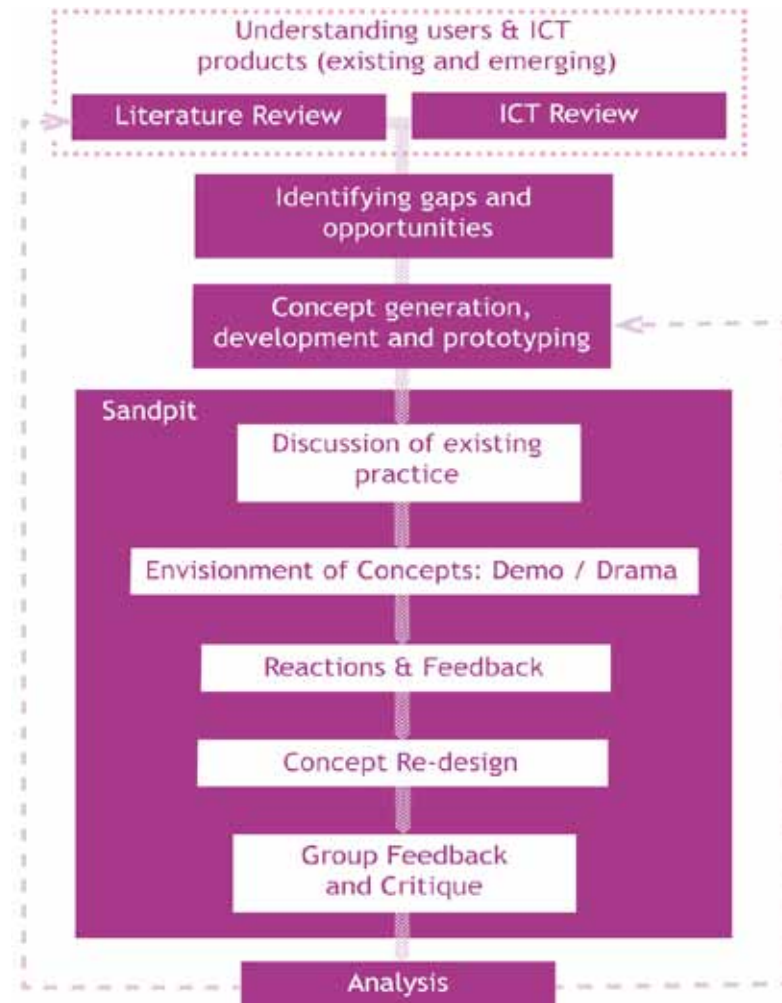 Understanding users & ICT
products (existing and emerging)
Literature Review
ICT Review
Identifying gaps and
opportunities
Concept generation,
development and prototyping
Sandpit
Discussion of existing
practice
Envisionment of Concepts: Demo / Drama
Reactions & Feedback
Concept Re-design
Group Feedback
and Critique
Analysis